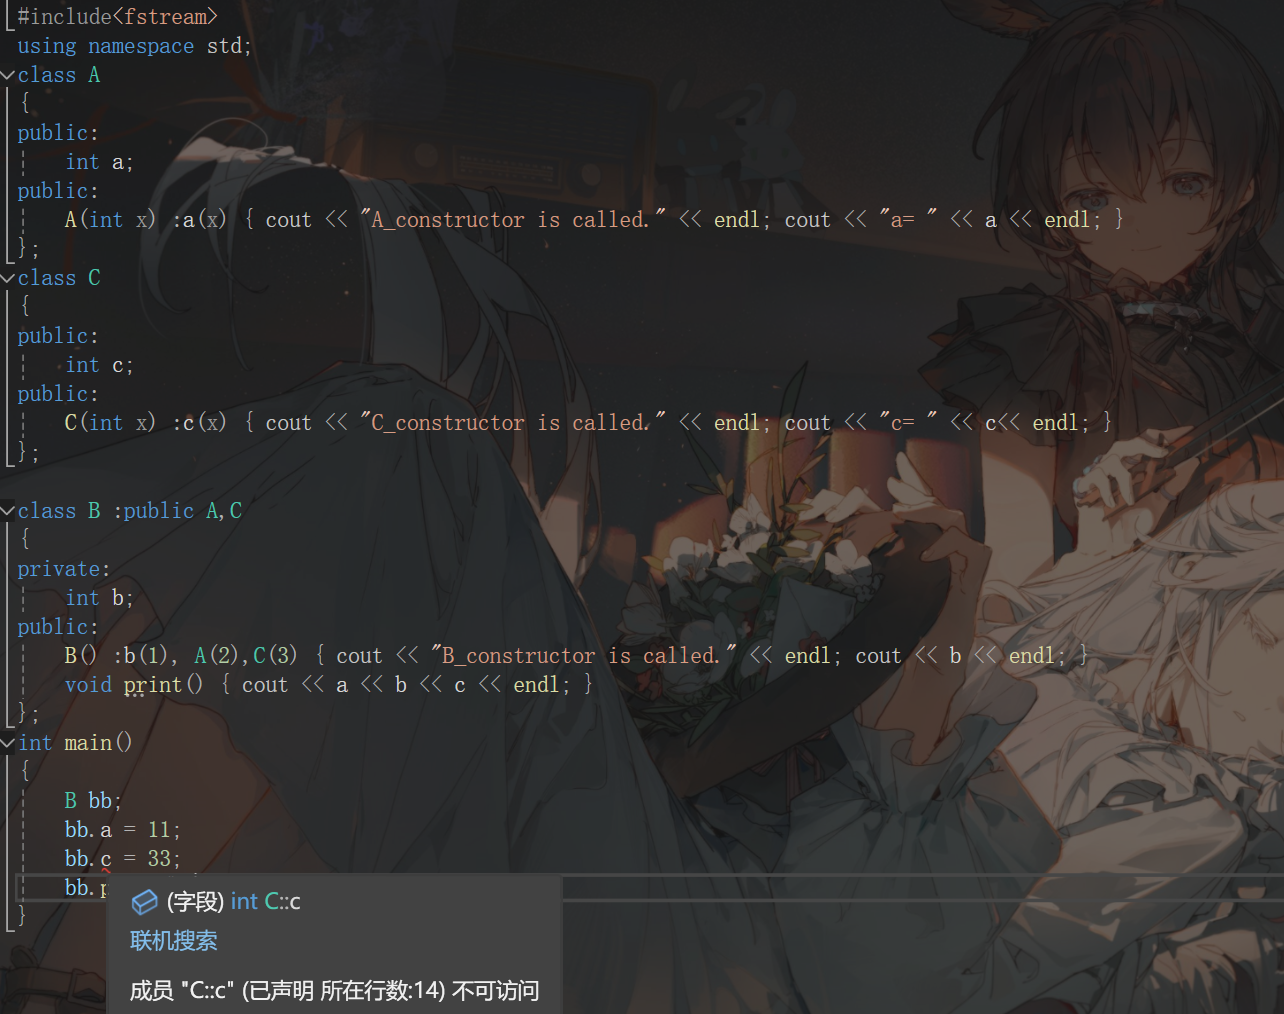 #include<fstream>
using namespace std;
class A
{
public:
    int a;
public:
    A(int x) :a(x) { cout << "A_constructor is called." << endl; cout << "a= " << a << endl; }
};
class C
{
public:
    int c;
public:
    C(int x) :c(x) { cout << "C_constructor is called." << endl; cout << "c= " << c<< endl; }
};
class B :public A,C
{
private:
    int b;
public:
    B() :b(1), A(2),C(3) { cout << "B_constructor is called." << endl; cout << b << endl; }
    void print() { cout << a << b << c << endl; }
};
int main()
{
    B bb;
    bb.a = 11;
    bb.c = 33;
    bb.p
(字段) int C::c
}
联机搜索
成员 "C::c" (已声明 所在行数:14) 不可访问